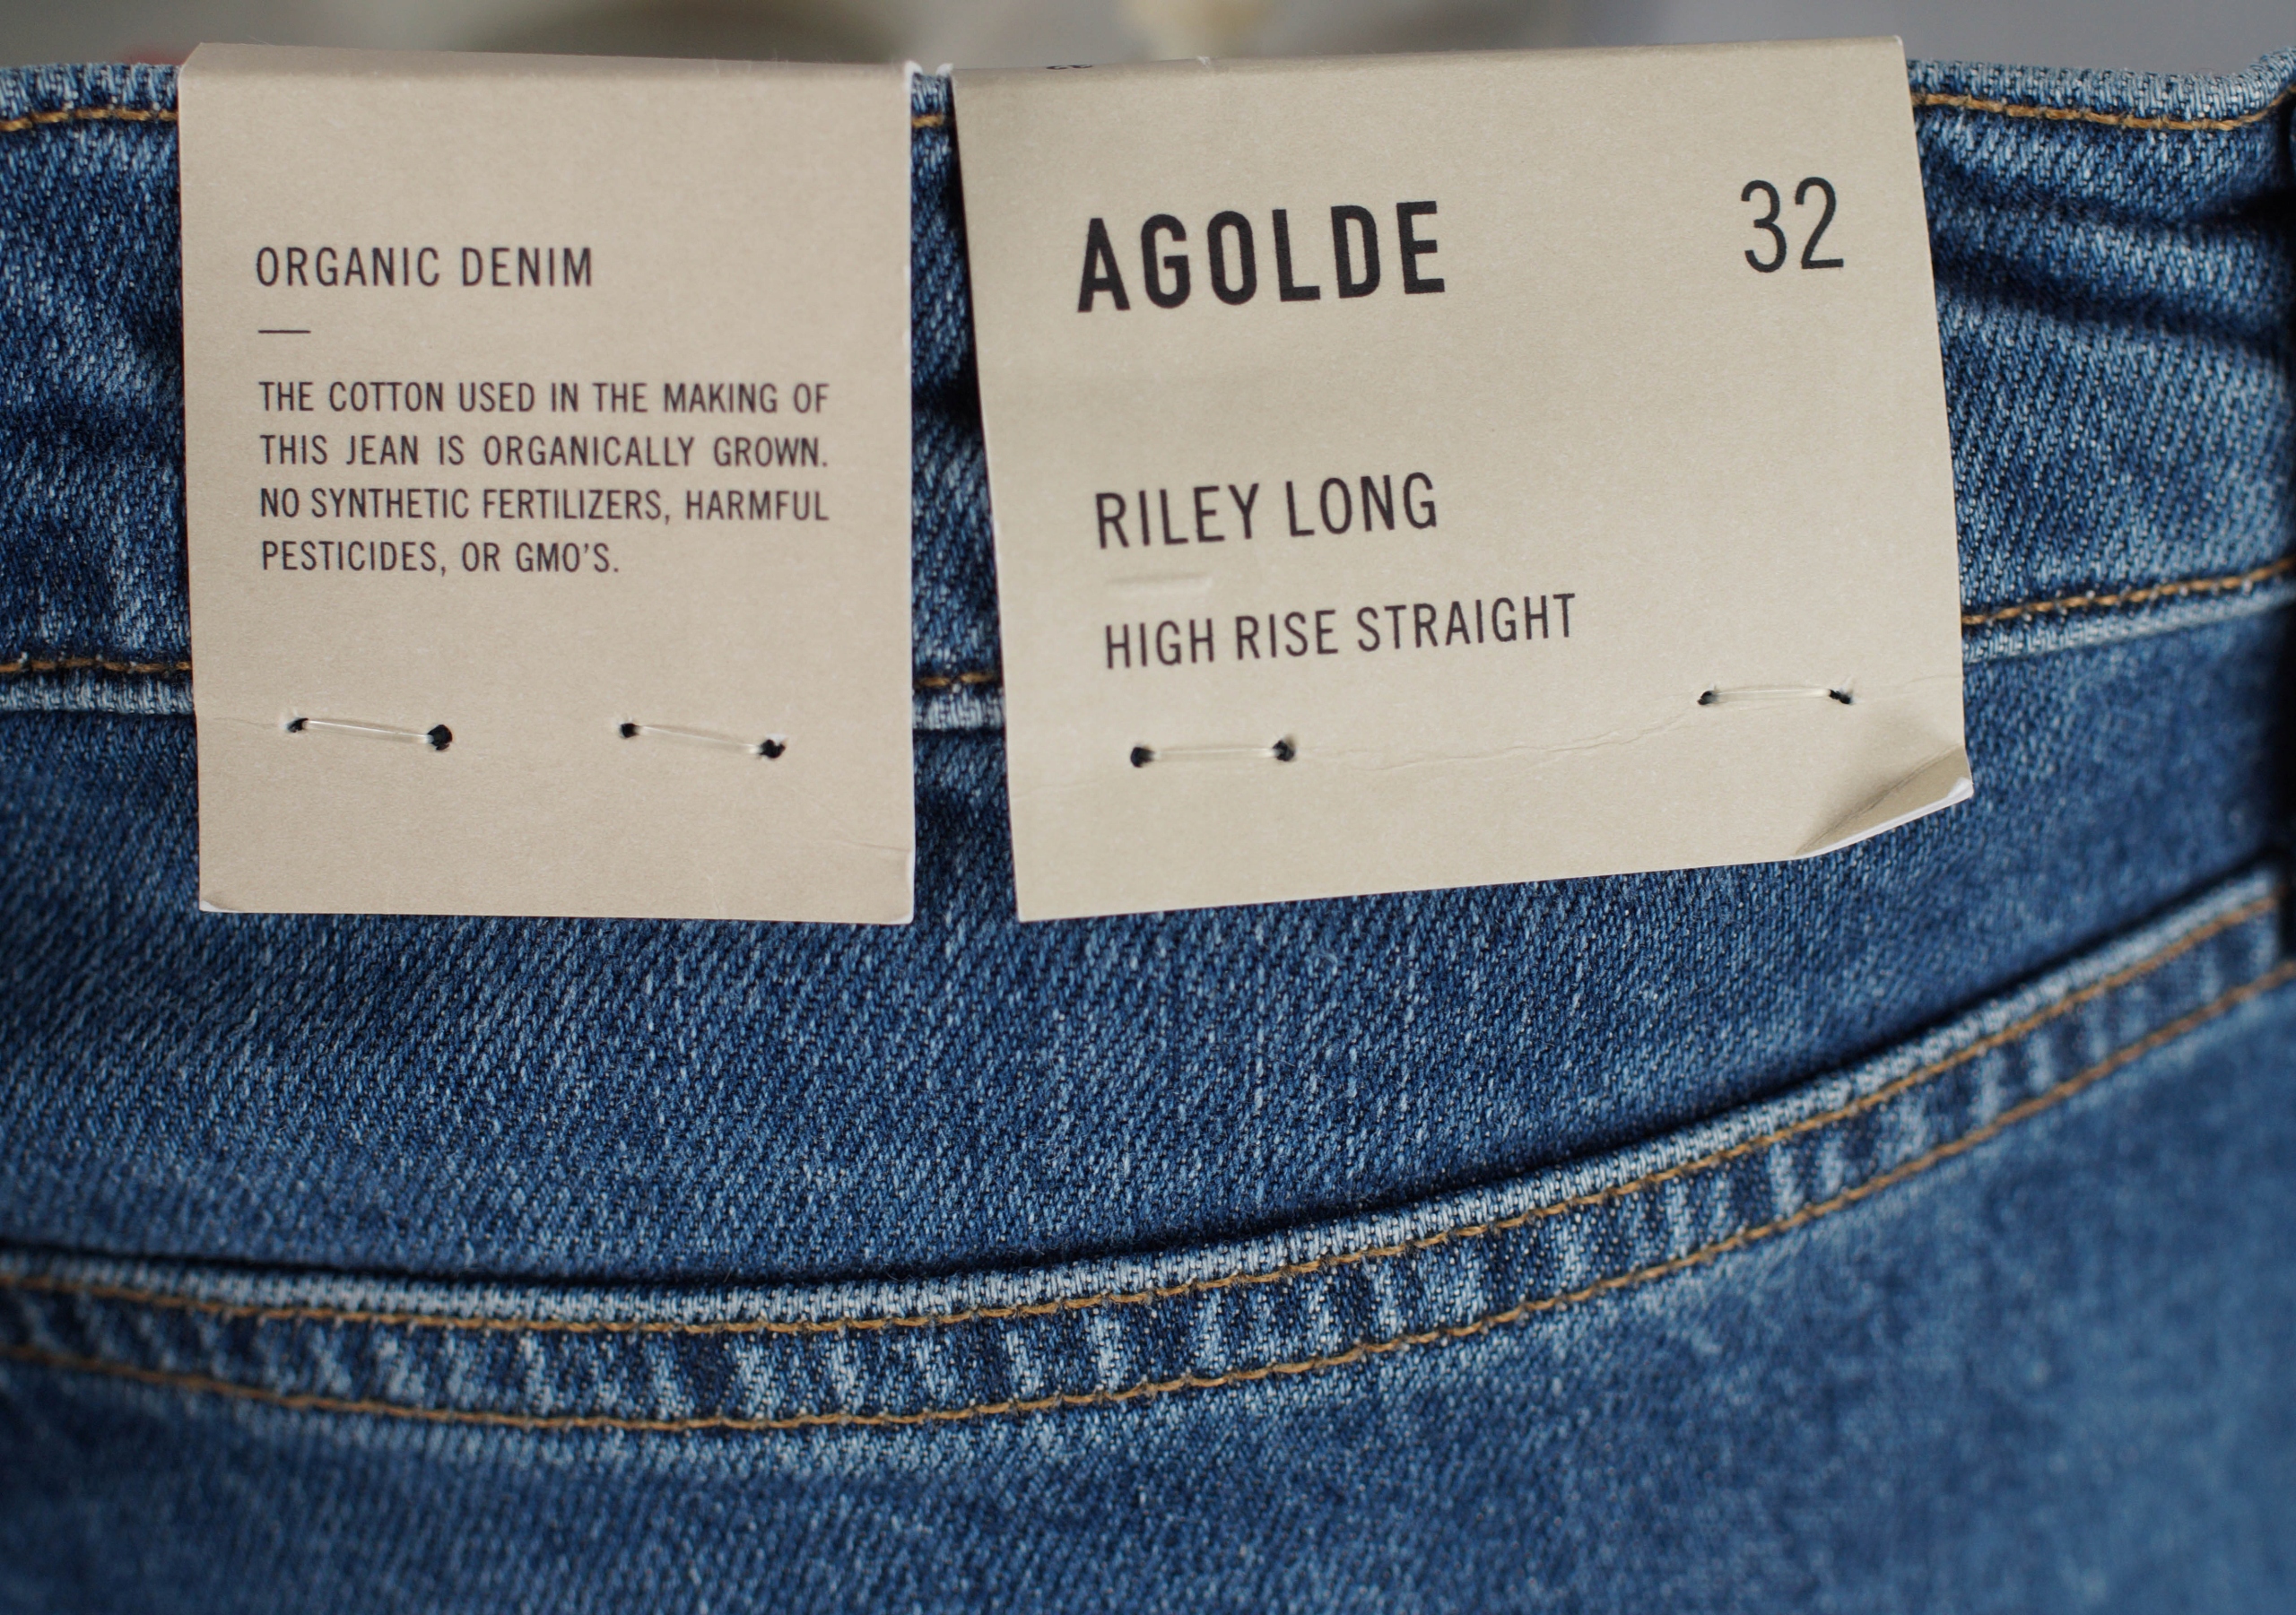 ORGANIC DENIM
THE COTTON USED IN THE MAKING OF
THIS JEAN IS ORGANICALLY GROWN.
NO SYNTHETIC FERTILIZERS, HARMFUL
PESTICIDES, OR GMO'S.
AGOLDE 32
RILEY LONG
HIGH RISE STRAIGHT